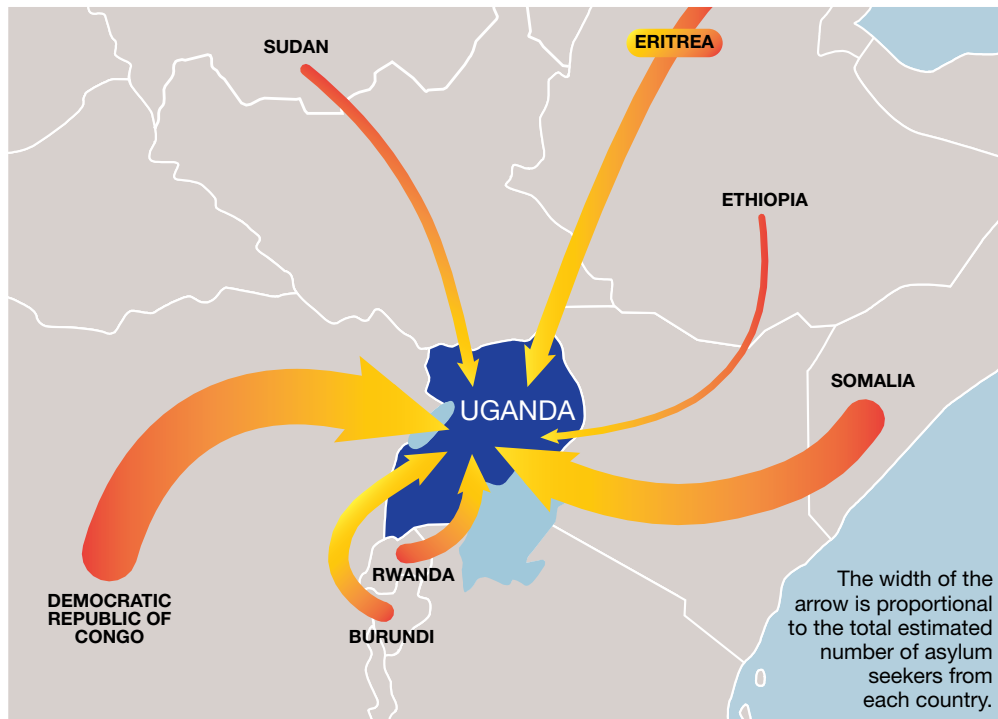 SUDAN
ERITREA
ETHIOPIA
SOMALIA
UGANDA
RWANDA
BURUNDI
DEMOCRATIC
REPUBLIC OF
CONGO
The width of the
arrow is proportional
to the total estimated
number of asylum
seekers from
each country.